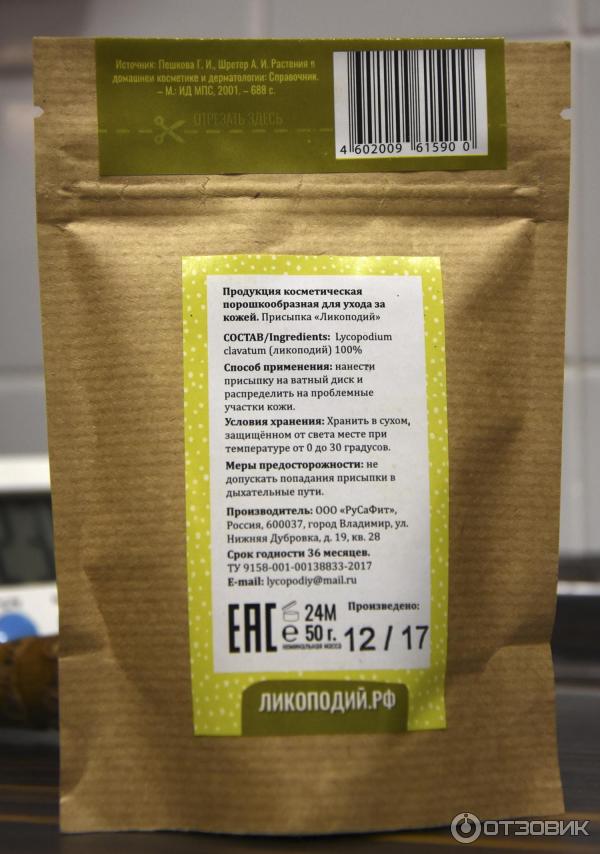 Источник: Пешкова Г. И., Шретер А. И. Растения в
домашней косметике и дерматологии: Справочник.
– М.: ИД МПС, 2001. – 688 с.
ОТРЕЗАТЬ ЗДЕСЬ
4 602009 61590 0
Продукция косметическая
порошкообразная для ухода за
кожей. Присыпка «Ликоподий»
СОСТАВ/Ingredients: Lycopodium
clavatum (ликоподий) 100%
Способ применения: нанести
присыпку на ватный диск и
распределить на проблемные
участки кожи.
Условия хранения: Хранить в сухом,
защищённом от света месте при
температуре от 0 до 30 градусов.
Меры предосторожности: не
допускать попадания присыпки в
дыхательные пути.
Производитель: ООО «РуСаФит»,
Россия, 600037, город Владимир, ул.
Нижняя Дубровка, д. 19, кв. 28
Срок годности 36 месяцев.
ТУ 9158-001-00138833-2017
E-mail: lycopodiy@mail.ru
ЕАС
24М
Произведено:
е 50 г.
12 / 17
номинальная масса
ЛИКОПОДИЙ.РФ
ОТЗОВИК